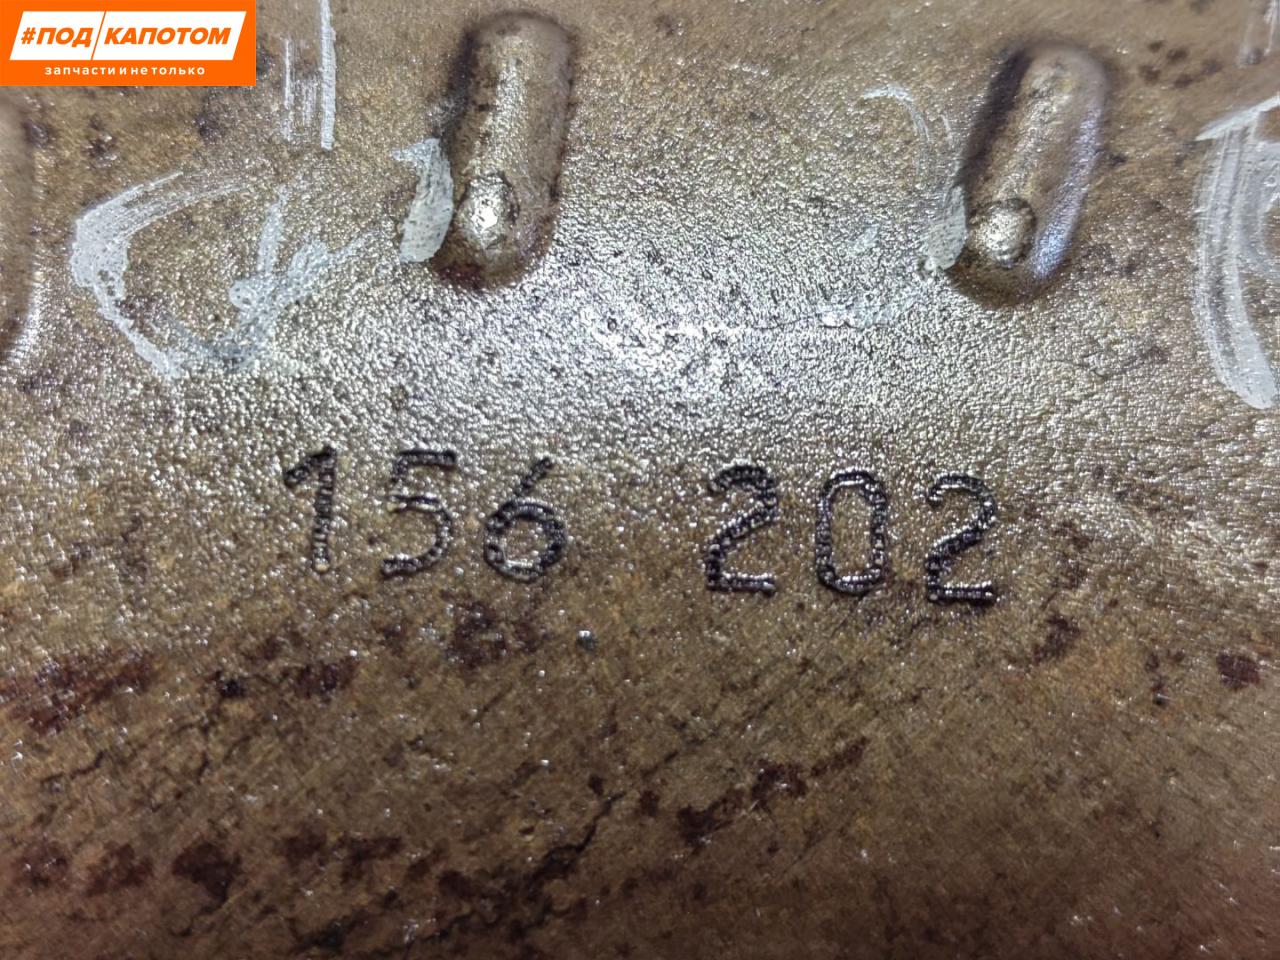 #ПОД КАПОТОМ
запчасти и не только
156 202